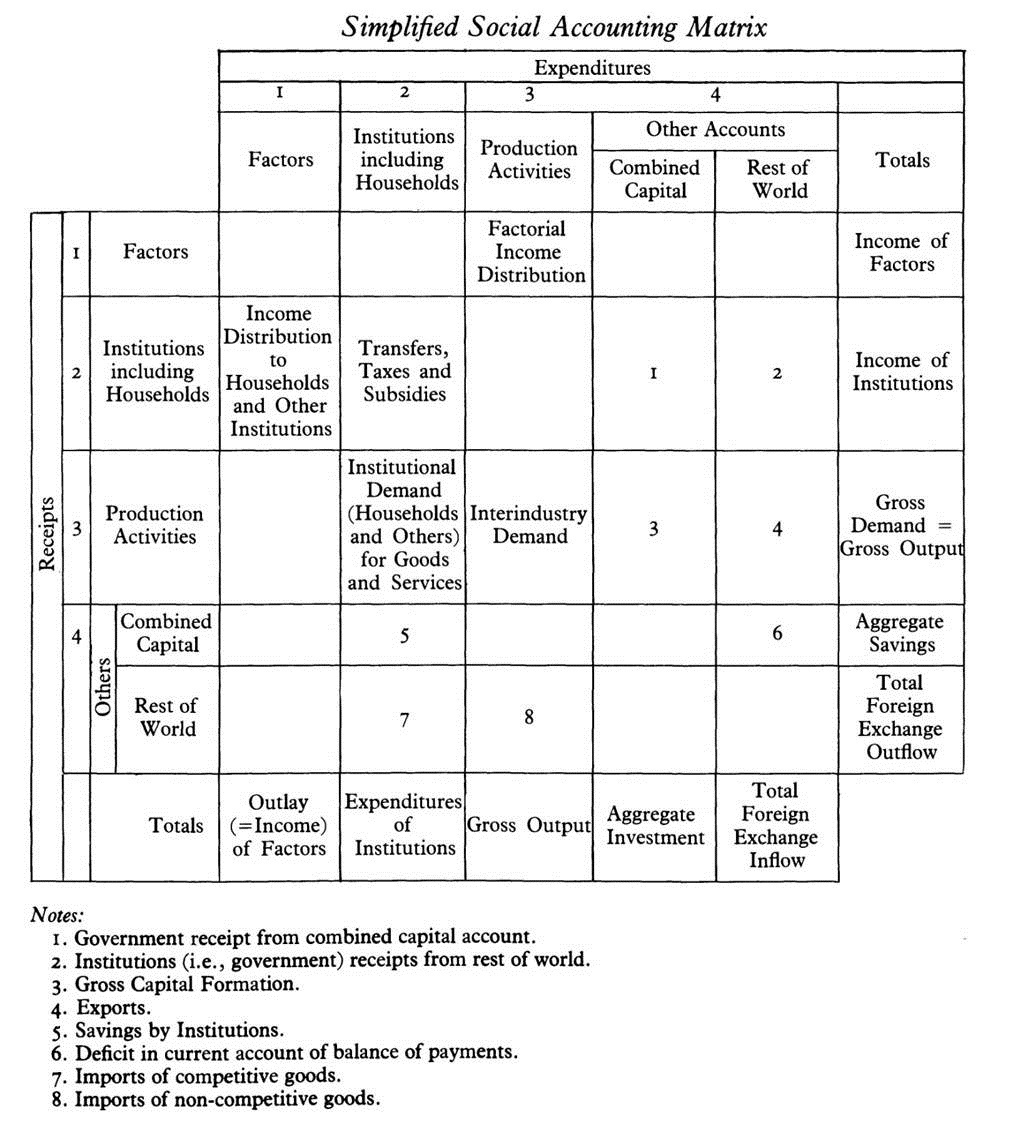 Simplified Social Accounting Matrix
Expenditures
1 2 3 4
Factors
Institutions
including
Households
Production
Activities
Other Accounts
Combined
Capital
Rest of
World
Totals
Receipts
1
Factors
Factorial
Income
Distribution
Income of
Factors
2
Institutions
including
Households
Income
Distribution
to
Households
and Other
Institutions
Transfers,
Taxes and
Subsidies
1
2
Income of
Institutions
3
Production
Activities
Institutional
Demand
(Households
and Others)
for Goods
and Services
Interindustry
Demand
3
4
Gross
Demand =
Gross Output
4
Others
Combined
Capital
5
6
Aggregate
Savings
Rest of
World
7
8
Total
Foreign
Exchange
Outflow
Totals
Outlay
(=Income)
of Factors
Expenditures
of
Institutions
Gross Output
Aggregate
Investment
Total
Foreign
Exchange
Inflow
Notes:
1. Government receipt from combined capital account.
2. Institutions (i.e., government) receipts from rest of world.
3. Gross Capital Formation.
4. Exports.
5. Savings by Institutions.
6. Deficit in current account of balance of payments.
7. Imports of competitive goods.
8. Imports of non-competitive goods.